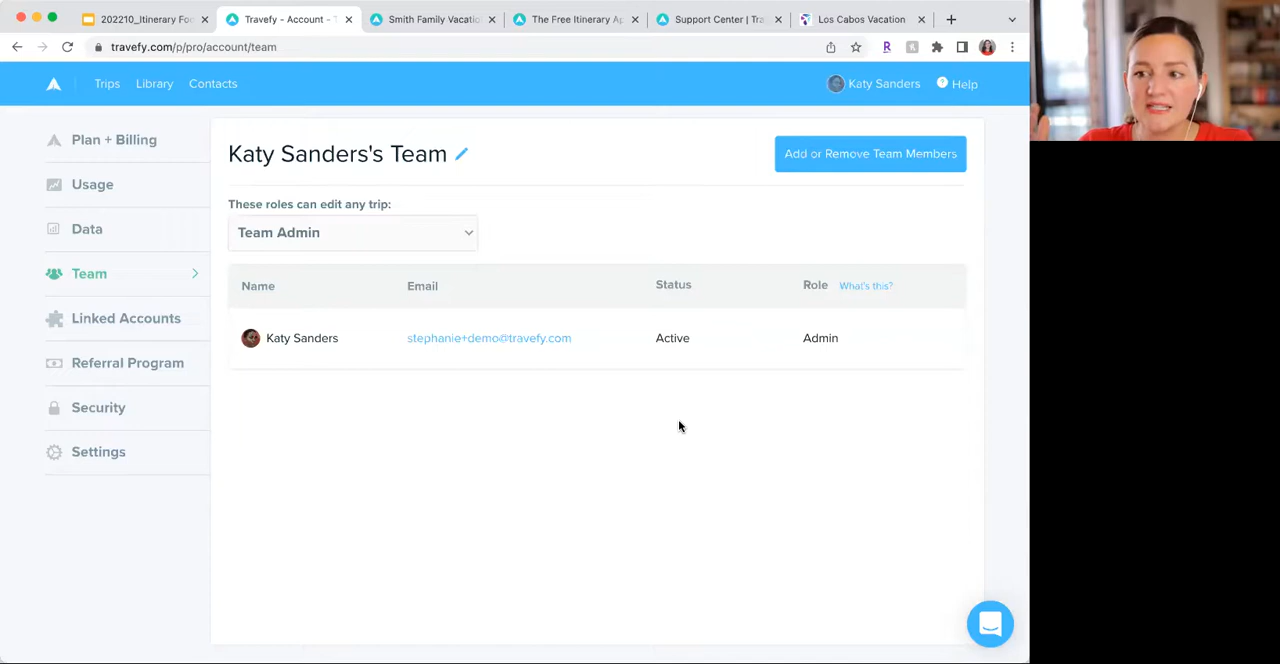 202210_Itinerary Foc
Travefy - Account - T
Smith Family Vacatio
The Free Itinerary Ap
Support Center | Tra
Los Cabos Vacation
travefy.com/p/pro/account/team
Trips Library Contacts Katy Sanders Help
Plan + Billing
Usage
Data
Team
Linked Accounts
Referral Program
Security
Settings
Katy Sanders's Team
Add or Remove Team Members
These roles can edit any trip:
Team Admin
Name Email Status Role What's this?
Katy Sanders stephanie+demo@travefy.com Active Admin